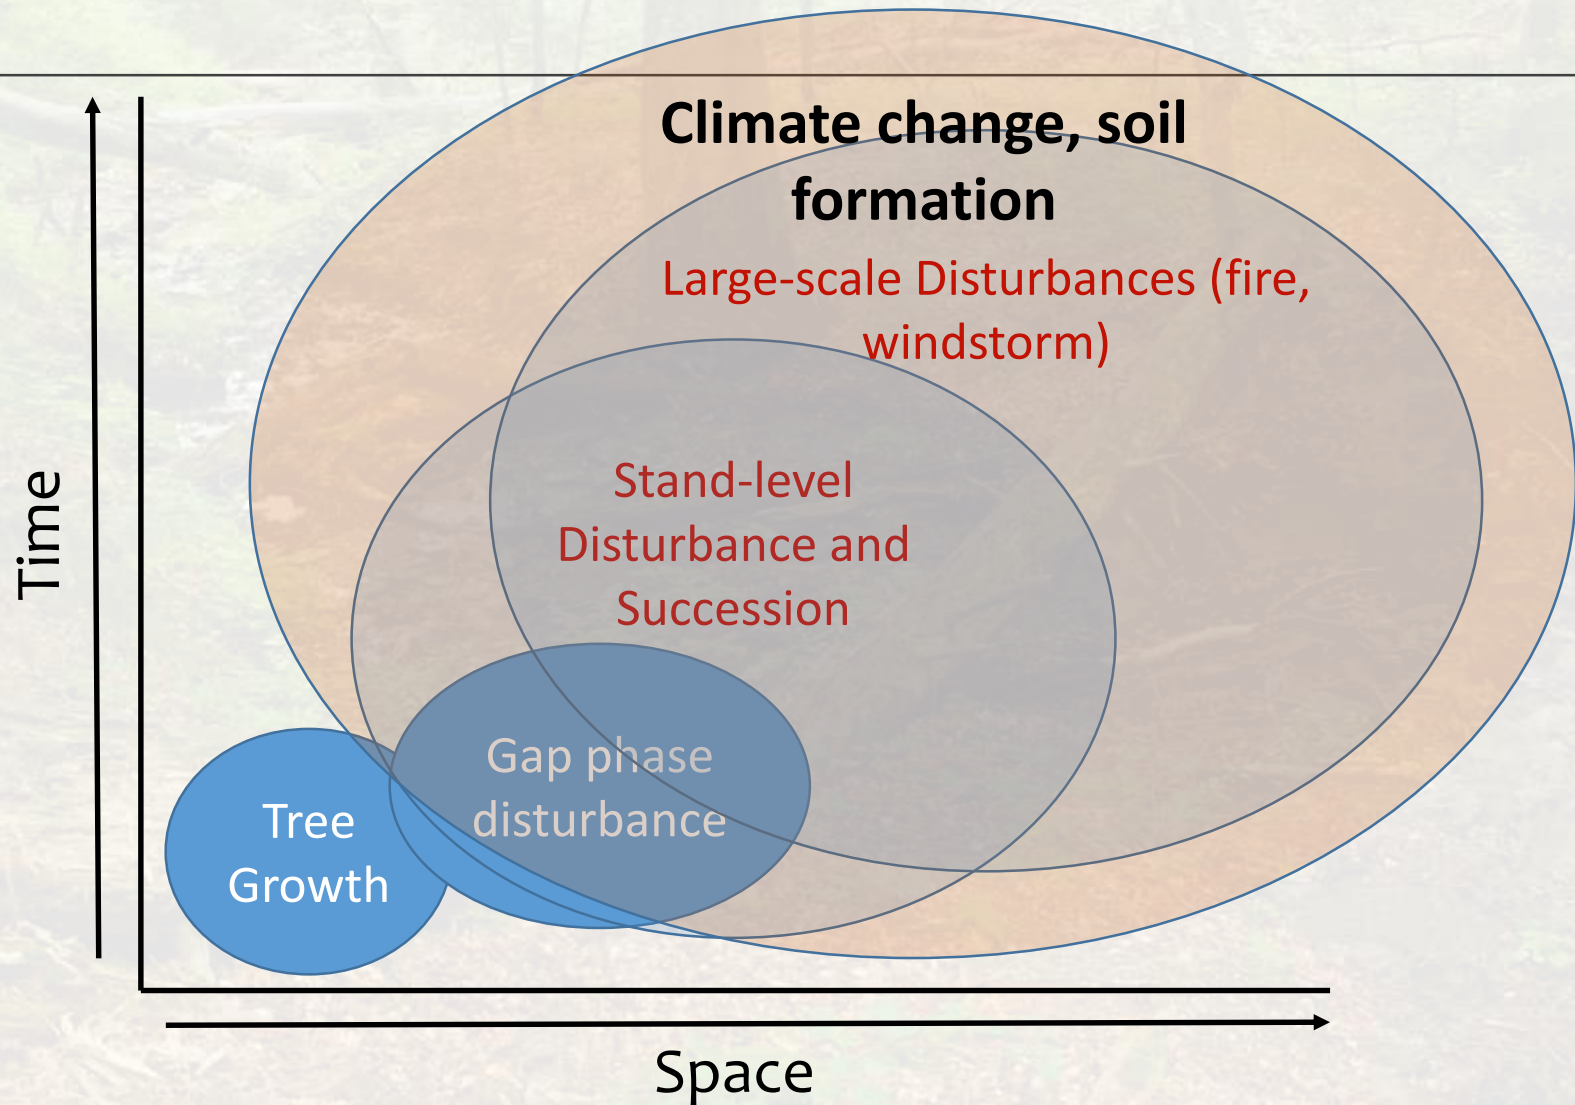 Climate change, soil
formation
Large-scale Disturbances (fire,
windstorm)
Stand-level
Disturbance and
Succession
Gap phase
disturbance
Tree
Growth
Time
Space